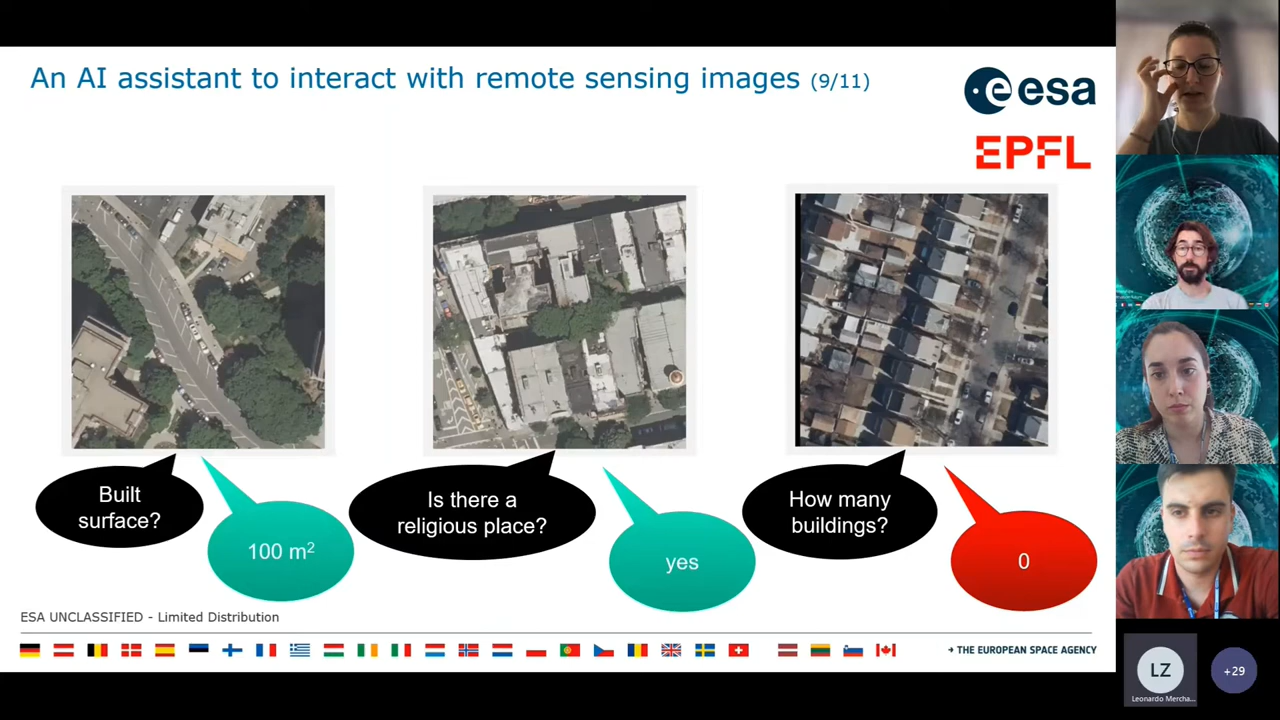 An AI assistant to interact with remote sensing images (9/11)
esa
EPFL
Built
surface?
100 m²
Is there a
religious place?
yes
How many
buildings?
0
ESA UNCLASSIFIED - Limited Distribution
→ THE EUROPEAN SPACE AGENCY
LZ
Leonardo Mercha...
+29